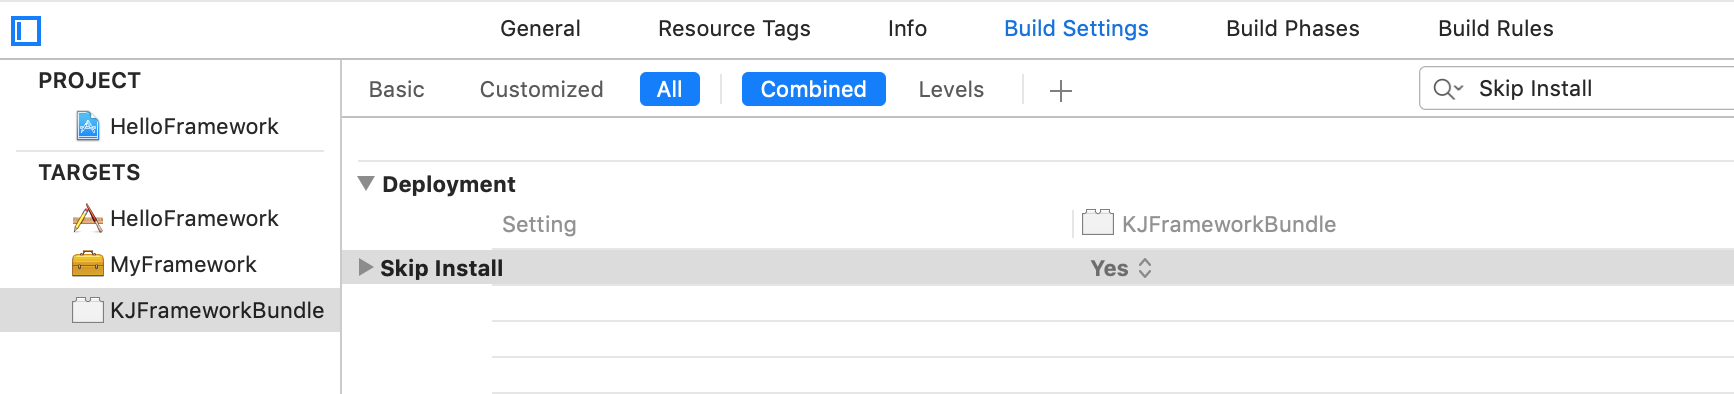 General Resource Tags Info Build Settings Build Phases Build Rules
PROJECT
HelloFramework
TARGETS
HelloFramework
MyFramework
KJFrameworkBundle
Basic Customized All Combined Levels + Skip Install
Deployment
Setting KJFrameworkBundle
Skip Install Yes